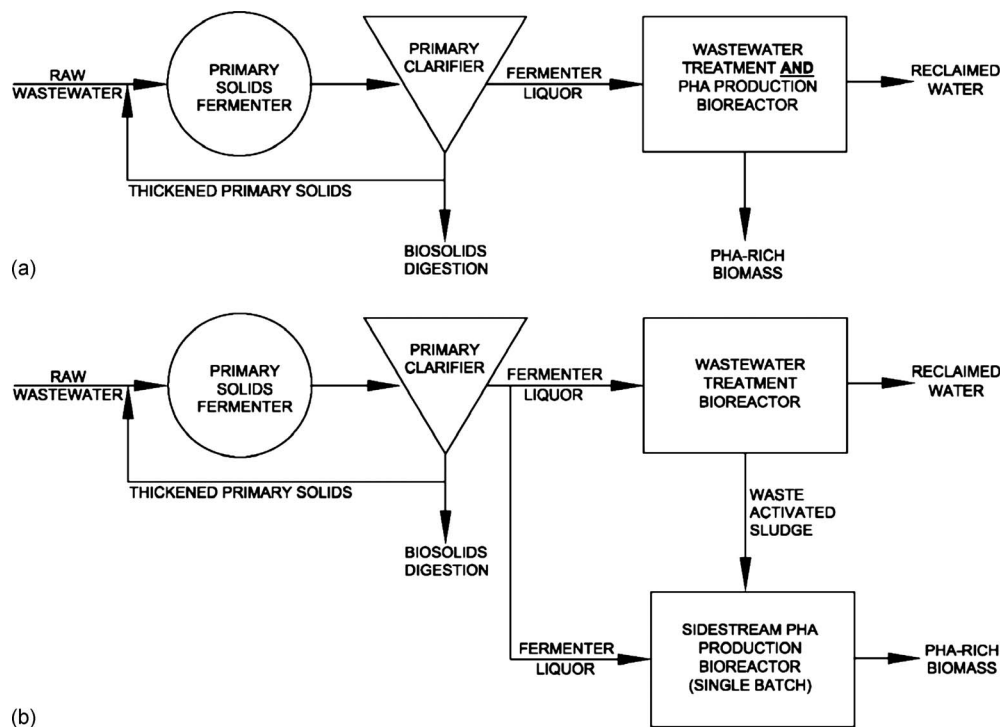 RAW
WASTEWATER
PRIMARY
SOLIDS
FERMENTER
PRIMARY
CLARIFIER
FERMENTER
LIQUOR
WASTEWATER
TREATMENT AND
PHA PRODUCTION
BIOREACTOR
RECLAIMED
WATER
THICKENED PRIMARY SOLIDS
BIOSOLIDS
DIGESTION
PHA-RICH
BIOMASS
(a)
RAW
WASTEWATER
PRIMARY
SOLIDS
FERMENTER
PRIMARY
CLARIFIER
FERMENTER
LIQUOR
WASTEWATER
TREATMENT
BIOREACTOR
RECLAIMED
WATER
THICKENED PRIMARY SOLIDS
BIOSOLIDS
DIGESTION
WASTE
ACTIVATED
SLUDGE
FERMENTER
LIQUOR
SIDESTREAM PHA
PRODUCTION
BIOREACTOR
(SINGLE BATCH)
PHA-RICH
BIOMASS
(b)